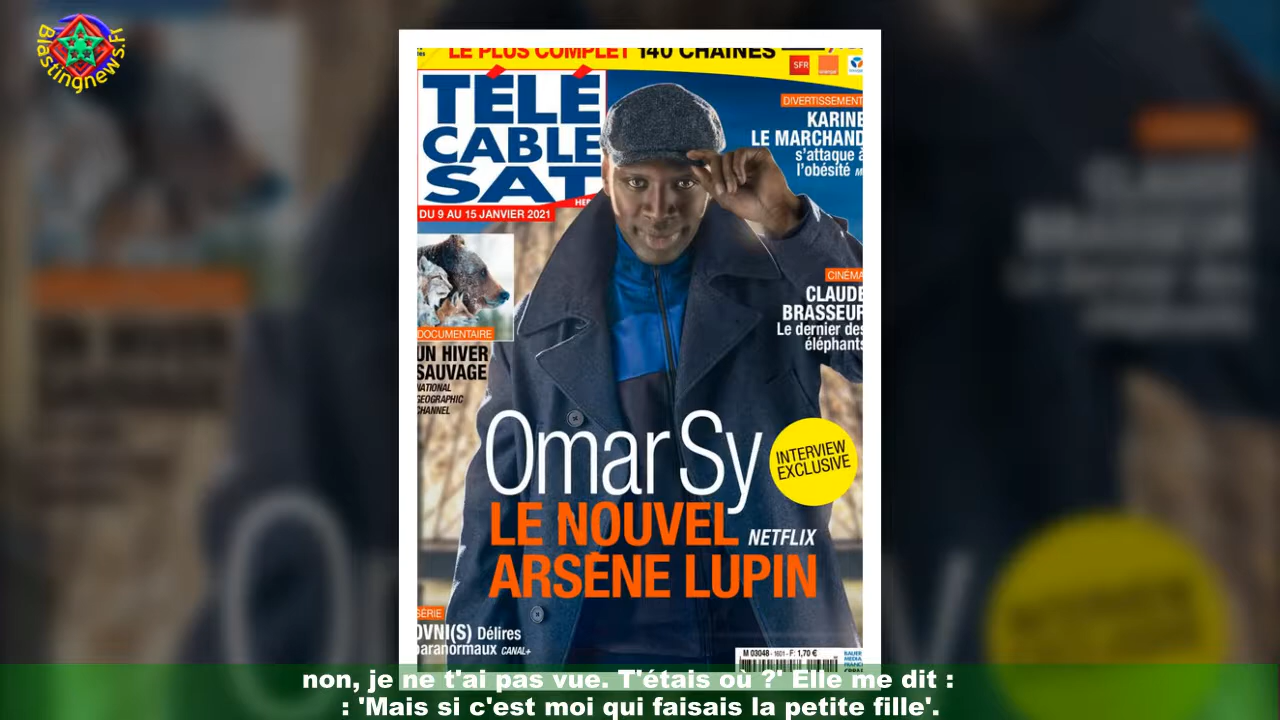 Blastingnews.Fr
LE PLUS COMPLET 140 CHAÎNES
SFR
orange
TÉLÉ
CABLE
SAT
DU 9 AU 15 JANVIER 2021
DIVERTISSEMENT
KARINE
LE MARCHAND
s'attaque à
l'obésité
DOCUMENTAIRE
UN HIVER
SAUVAGE
NATIONAL
GEOGRAPHIC
CHANNEL
CINÉMA
CLAUDE
BRASSEUR
Le dernier des
éléphants
Omar Sy
INTERVIEW
EXCLUSIVE
LE NOUVEL NETFLIX
ARSÈNE LUPIN
SÉRIE
OVNI(S) Délires
paranormaux CANAL+
M 03048 - 1601 - F: 1,70 €
non, je ne t'ai pas vue. T'étais où ?' Elle me dit :
: 'Mais si c'est moi qui faisais la petite fille'.